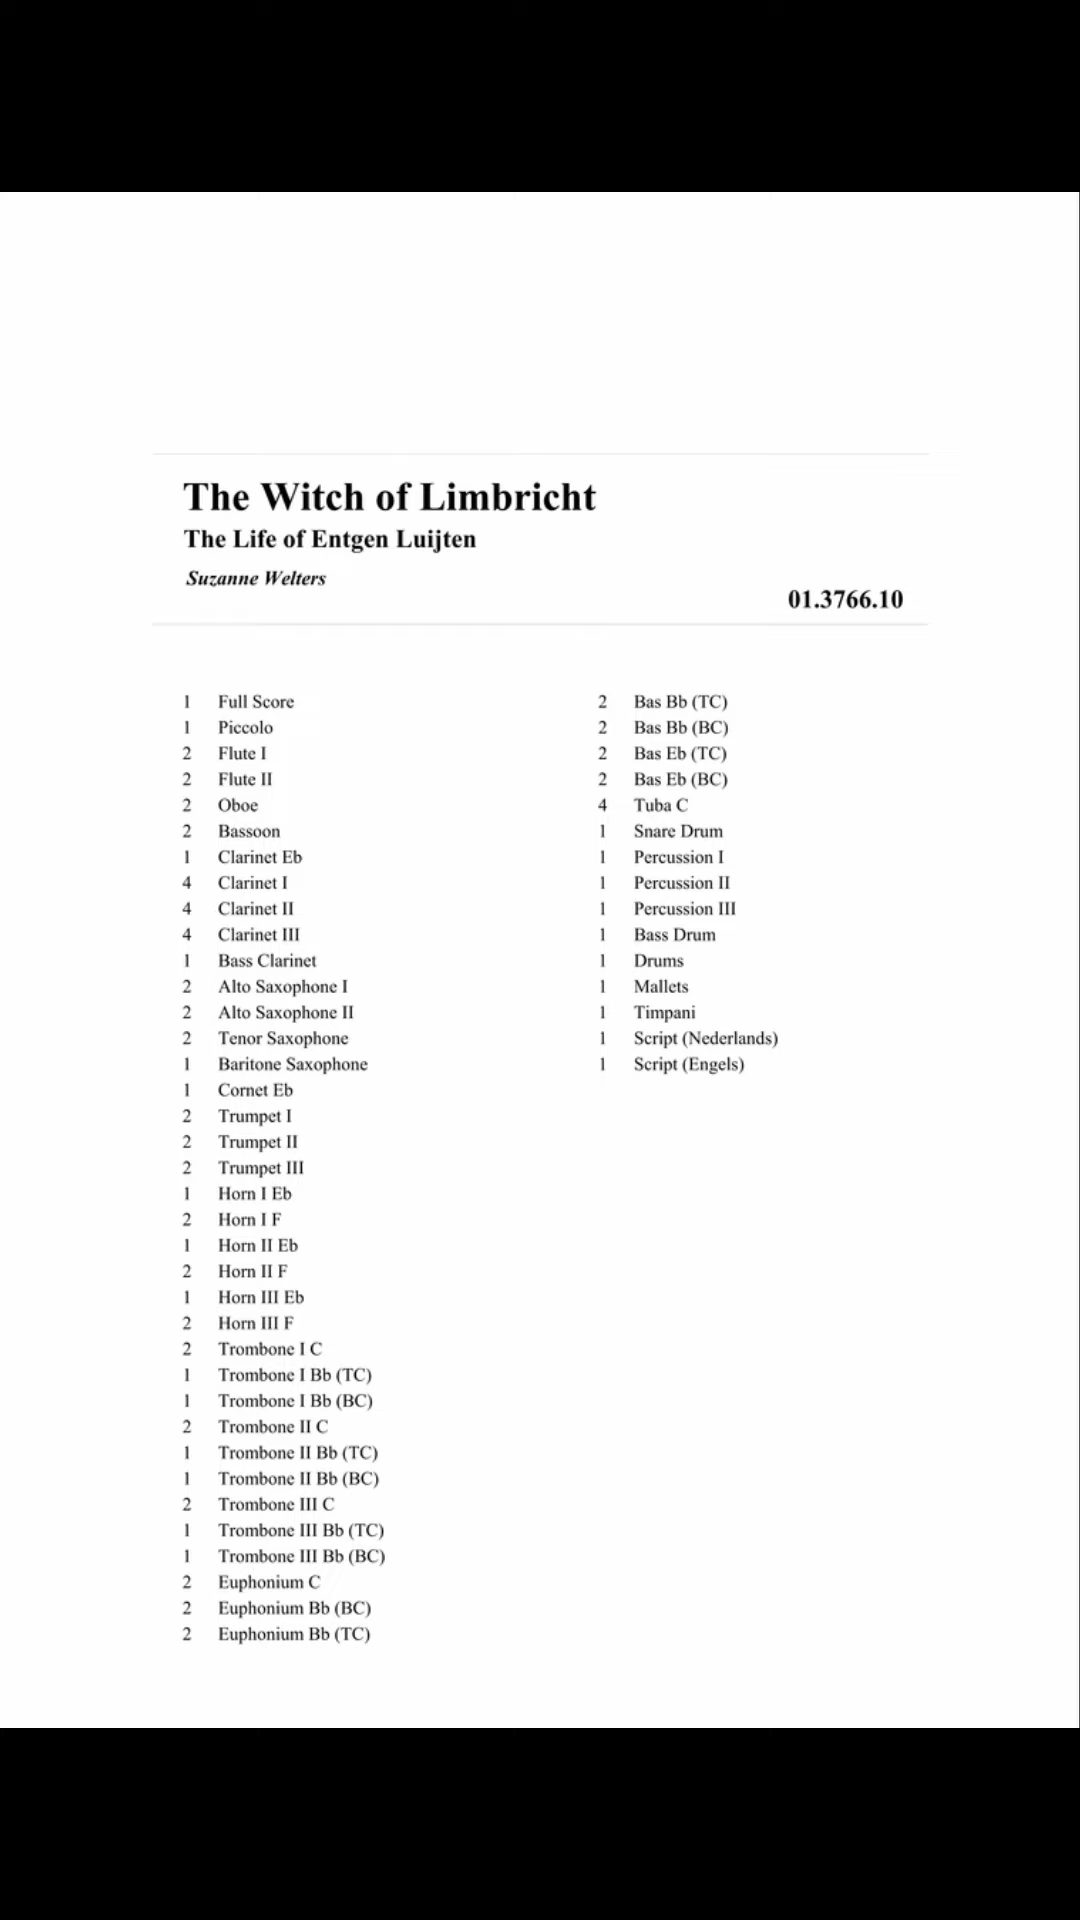 The Witch of Limbricht
The Life of Entgen Luijten
Suzanne Welters
01.3766.10
1 Full Score
1 Piccolo
2 Flute I
2 Flute II
2 Oboe
2 Bassoon
1 Clarinet Eb
4 Clarinet I
4 Clarinet II
4 Clarinet III
1 Bass Clarinet
2 Alto Saxophone I
2 Alto Saxophone II
2 Tenor Saxophone
1 Baritone Saxophone
1 Cornet Eb
2 Trumpet I
2 Trumpet II
2 Trumpet III
1 Horn I Eb
2 Horn I F
1 Horn II Eb
2 Horn II F
1 Horn III Eb
2 Horn III F
2 Trombone I C
1 Trombone I Bb (TC)
1 Trombone I Bb (BC)
2 Trombone II C
1 Trombone II Bb (TC)
1 Trombone II Bb (BC)
2 Trombone III C
1 Trombone III Bb (TC)
1 Trombone III Bb (BC)
2 Euphonium C
2 Euphonium Bb (BC)
2 Euphonium Bb (TC)
2 Bas Bb (TC)
2 Bas Bb (BC)
2 Bas Eb (TC)
2 Bas Eb (BC)
4 Tuba C
1 Snare Drum
1 Percussion I
1 Percussion II
1 Percussion III
1 Bass Drum
1 Drums
1 Mallets
1 Timpani
1 Script (Nederlands)
1 Script (Engels)